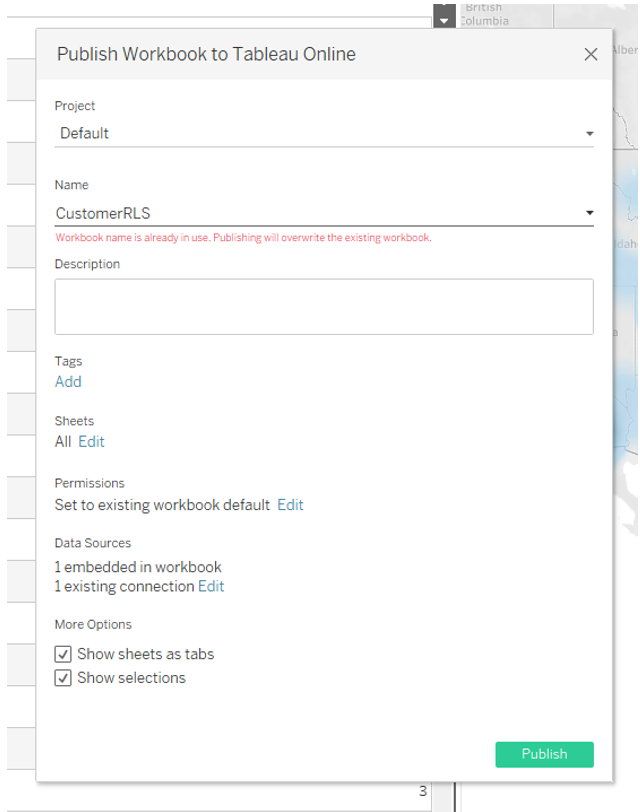 British
Columbia
Publish Workbook to Tableau Online
Alber
Project
Default
Name
CustomerRLS
Workbook name is already in use. Publishing will overwrite the existing workbook.
Idah
Description
a
Tags
Add
Sheets
All Edit
Permissions
Set to existing workbook default Edit
Data Sources
1 embedded in workbook
1 existing connection Edit
More Options
Show sheets as tabs
Show selections
Publish
3